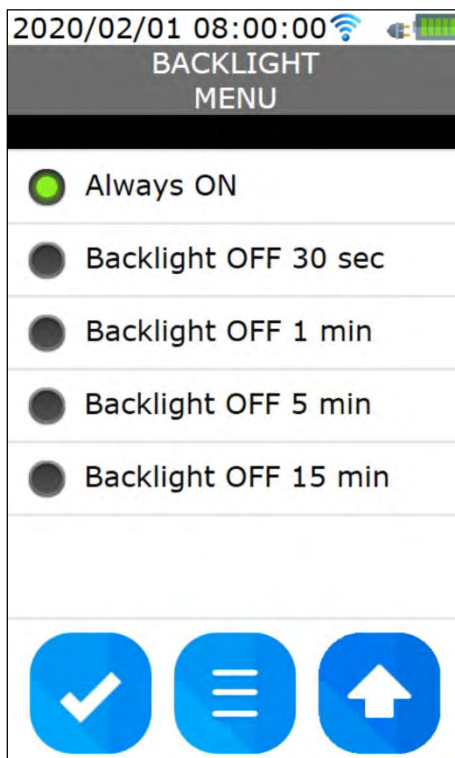 2020/02/01 08:00:00
BACKLIGHT
MENU
Always ON
Backlight OFF 30 sec
Backlight OFF 1 min
Backlight OFF 5 min
Backlight OFF 15 min